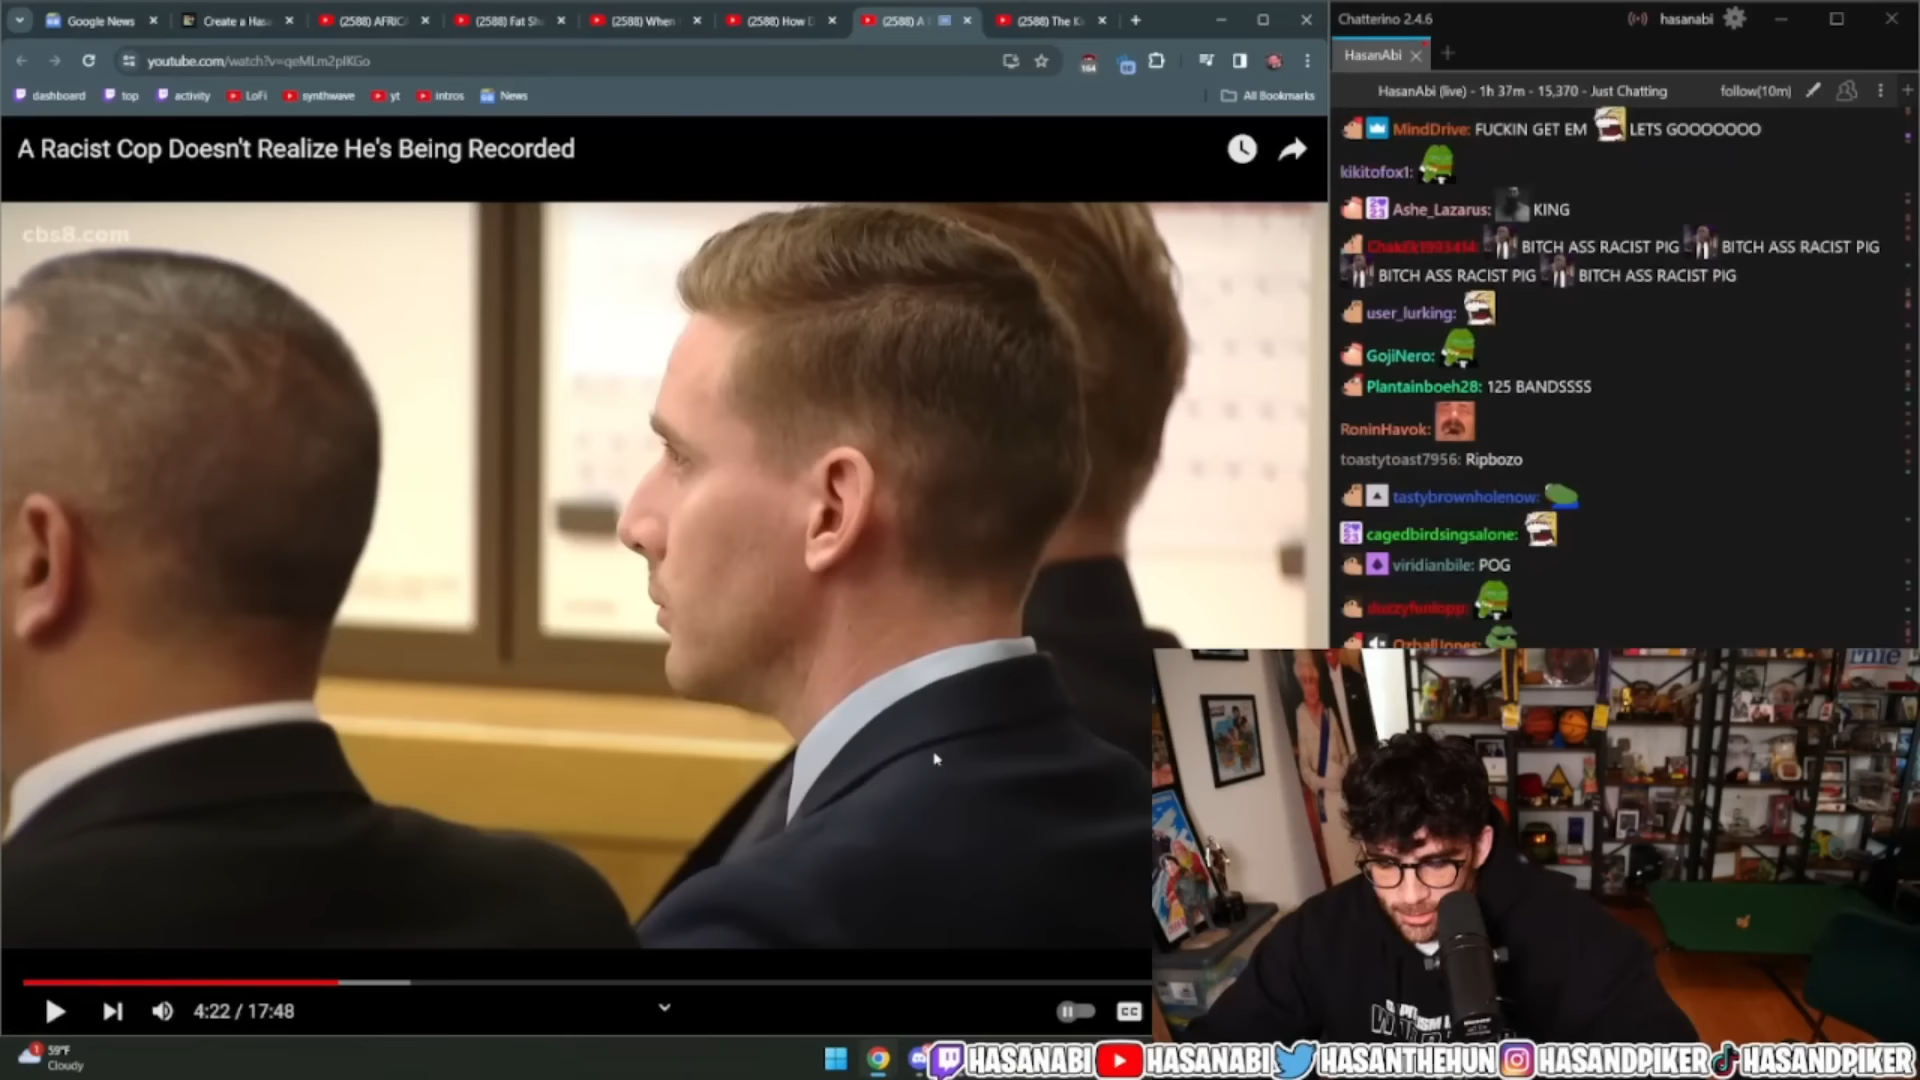 Google News
Create a Hasa
(2588) AFRIC
(2588) Fat Sh
(2588) When
(2588) How D
(2588) A
(2588) The K
youtube.com/watch?v=qeMLm2pIKGo
164
dashboard
top
activity
LoFi
synthwave
yt
intros
News
All Bookmarks
A Racist Cop Doesn't Realize He's Being Recorded
cbs8.com
4:22 / 17:48
CC
1
59°F
Cloudy
Chatterino 2.4.6
hasanabi
HasanAbi
HasanAbi (live) - 1h 37m - 15,370 - Just Chatting
follow(10m)
MindDrive: FUCKIN GET EM LETS GOOOOOOO
kikitofox1:
Ashe_Lazarus: KING
BITCH ASS RACIST PIG BITCH ASS RACIST PIG
BITCH ASS RACIST PIG BITCH ASS RACIST PIG
user_lurking:
GojiNero:
Plantainboeh28: 125 BANDSSSS
RoninHavok:
toastytoast7956: Ripbozo
tastybrownholenow:
cagedbirdsingsalone:
viridianbile: POG
OzballJones:
HASANABI HASANABI HASANTHEHUN HASANDPIKER HASANDPIKER